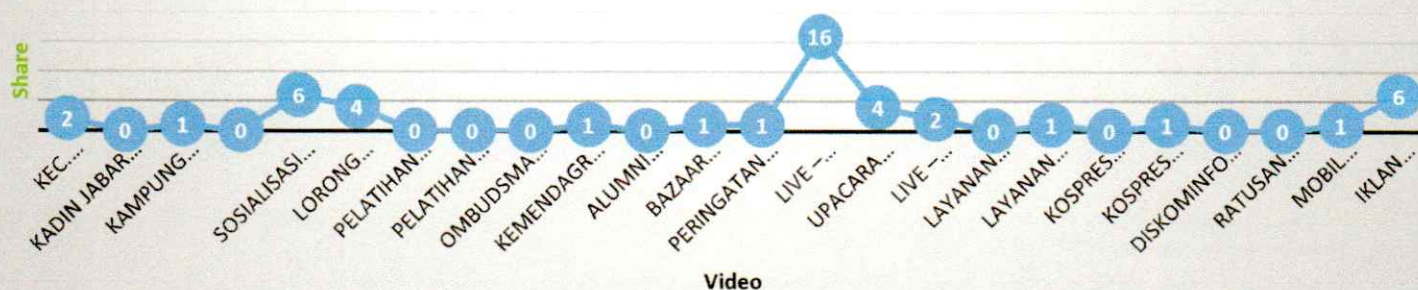 Share
2
0
1
0
6
4
0
0
0
1
0
1
1
16
4
2
0
1
0
1
0
0
1
6
KEC....
KADIN JABAR...
KAMPUNG...
SOSIALISASI...
LORONG...
PELATIHAN...
PELATIHAN...
OMBUDSMA...
KEMENDAGR...
ALUMNI...
BAZAAR...
PERINGATAN...
LIVE –...
UPACARA...
LIVE –...
LAYANAN...
LAYANAN...
KOSPRES...
KOSPRES...
DISKOMINFO...
RATUSAN...
MOBIL...
IKLAN...
Video